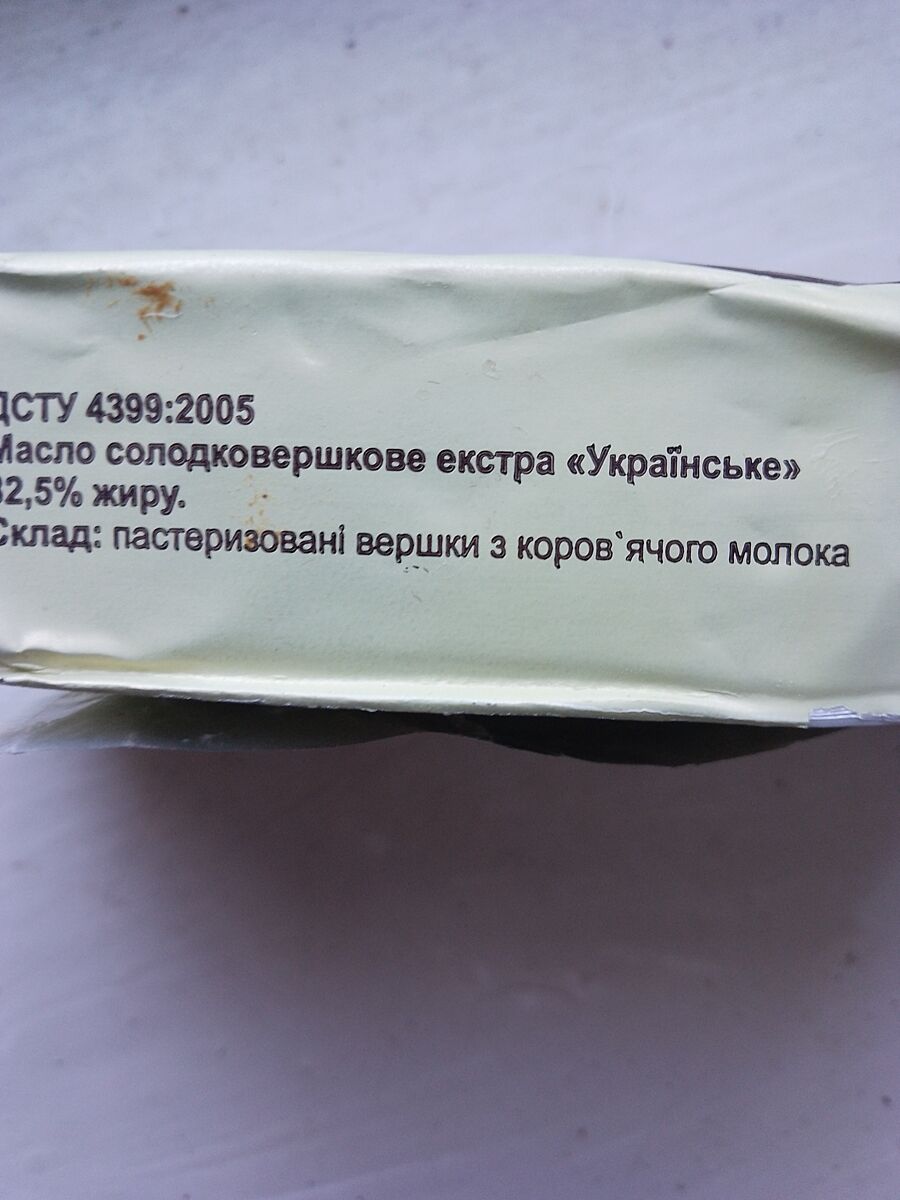 ДСТУ 4399:2005
Масло солодковершкове екстра «Українське»
82,5% жиру.
Склад: пастеризовані вершки з коров`ячого молока